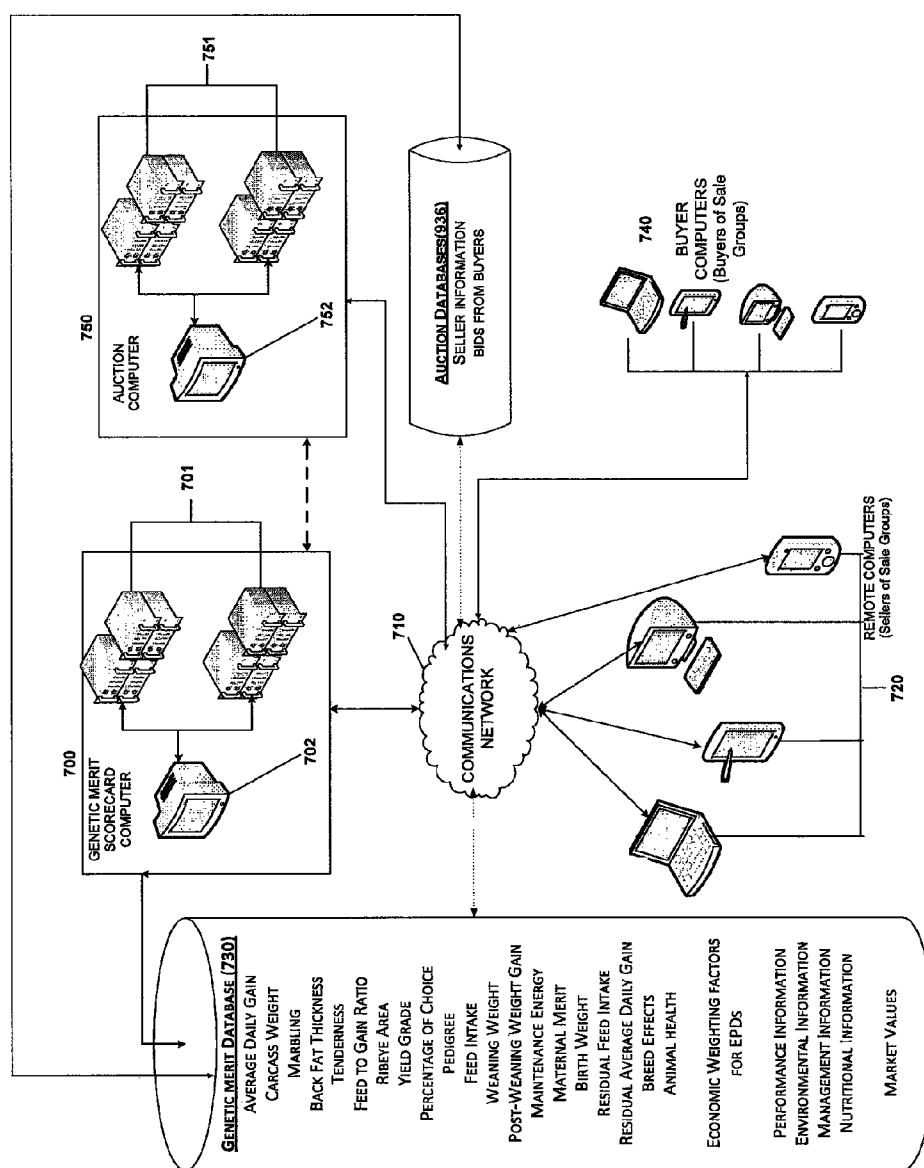 GENETIC MERIT DATABASE (730)
AVERAGE DAILY GAIN
CARCASS WEIGHT
MARBLING
BACK FAT THICKNESS
TENDERNESS
FEED TO GAIN RATIO
RIBEYE AREA
YIELD GRADE
PERCENTAGE OF CHOICE
PEDIGREE
FEED INTAKE
WEANING WEIGHT
POST-WEANING WEIGHT GAIN
MAINTENANCE ENERGY
MATERNAL MERIT
BIRTH WEIGHT
RESIDUAL FEED INTAKE
RESIDUAL AVERAGE DAILY GAIN
BREED EFFECTS
ANIMAL HEALTH
ECONOMIC WEIGHTING FACTORS
FOR EPDS
PERFORMANCE INFORMATION
ENVIRONMENTAL INFORMATION
MANAGEMENT INFORMATION
NUTRITIONAL INFORMATION
MARKET VALUES
700
GENETIC MERIT
SCORECARD
COMPUTER
702
701
710
COMMUNICATIONS
NETWORK
750
AUCTION
COMPUTER
752
751
AUCTION DATABASES(936)
SELLER INFORMATION
BIDS FROM BUYERS
740
BUYER
COMPUTERS
(Buyers of Sale
Groups)
REMOTE COMPUTERS
(Sellers of Sale Groups)
720